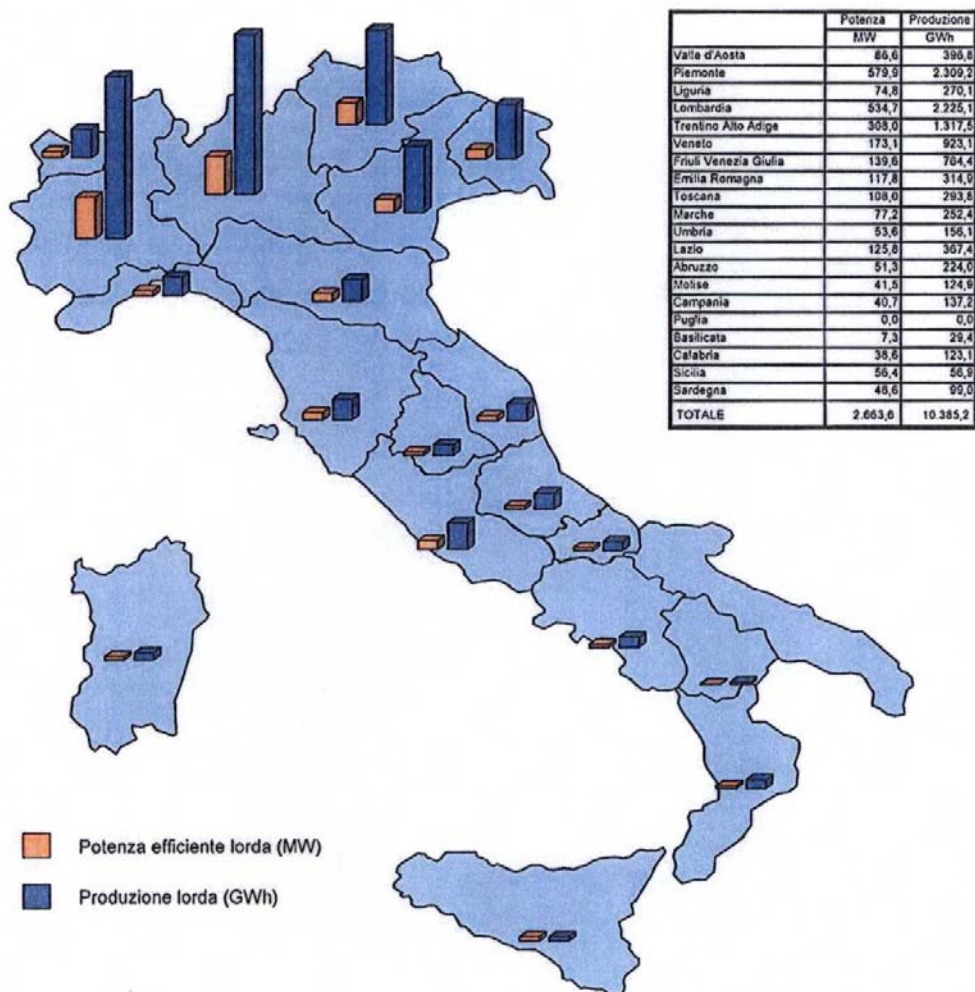 Potenza Produzione
MW GWh
Valle d'Aosta 86,6 396,8
Piemonte 579,9 2.309,2
Liguria 74,8 270,1
Lombardia 534,7 2.225,1
Trentino Alto Adige 308,0 1.317,2
Veneto 173,1 923,1
Friuli Venezia Giulia 139,6 764,4
Emilia Romagna 117,8 314,9
Toscana 108,0 293,8
Marche 77,2 252,4
Umbria 53,6 156,1
Lazio 125,8 367,4
Abruzzo 51,3 224,0
Molise 41,5 124,9
Campania 40,7 137,2
Puglia 0,0 0,0
Basilicata 7,3 29,4
Calabria 38,6 123,1
Sicilia 56,4 56,9
Sardegna 48,6 99,0
TOTALE 2.663,6 10.385,2
Potenza efficiente lorda (MW)
Produzione lorda (GWh)